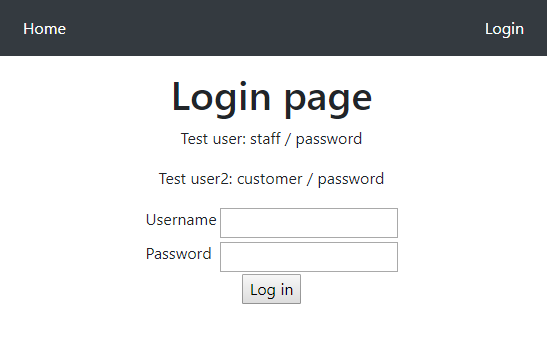 Home Login
Login page
Test user: staff / password
Test user2: customer / password
Username
Password
Log in